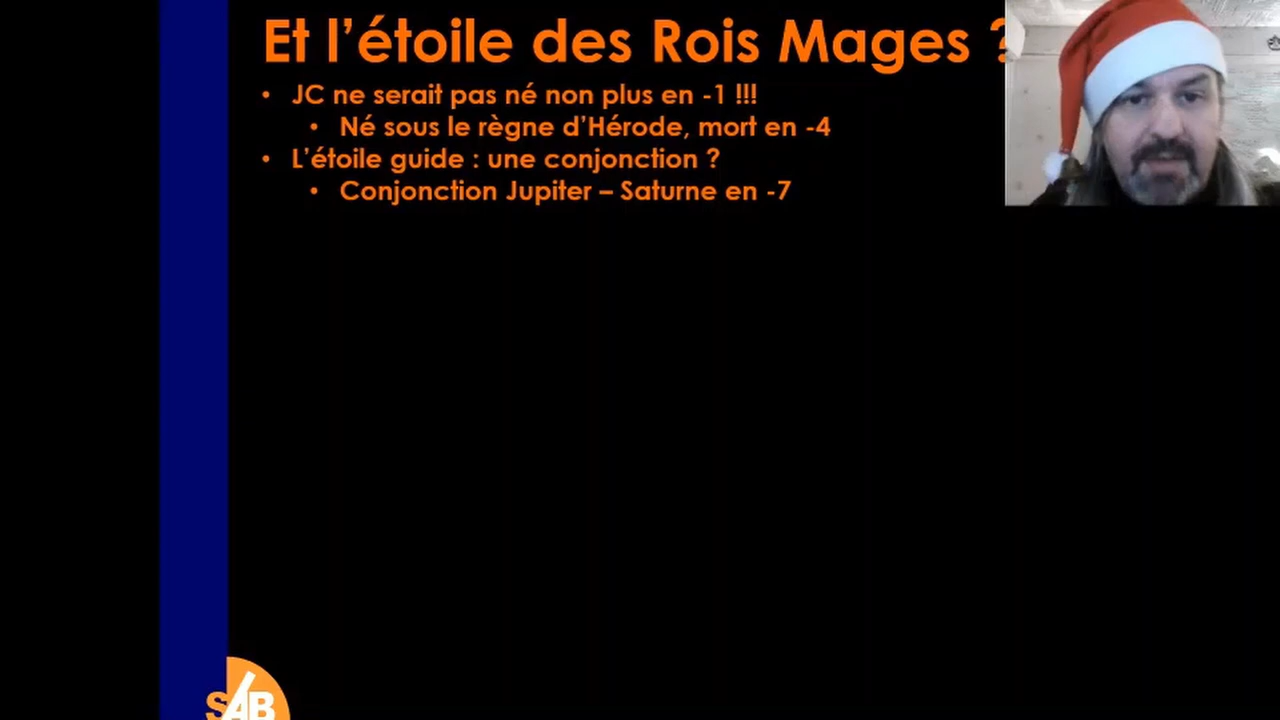 Et l’étoile des Rois Mages ?
• JC ne serait pas né non plus en -1 !!!
• Né sous le règne d’Hérode, mort en -4
• L’étoile guide : une conjonction ?
• Conjonction Jupiter – Saturne en -7
SAB